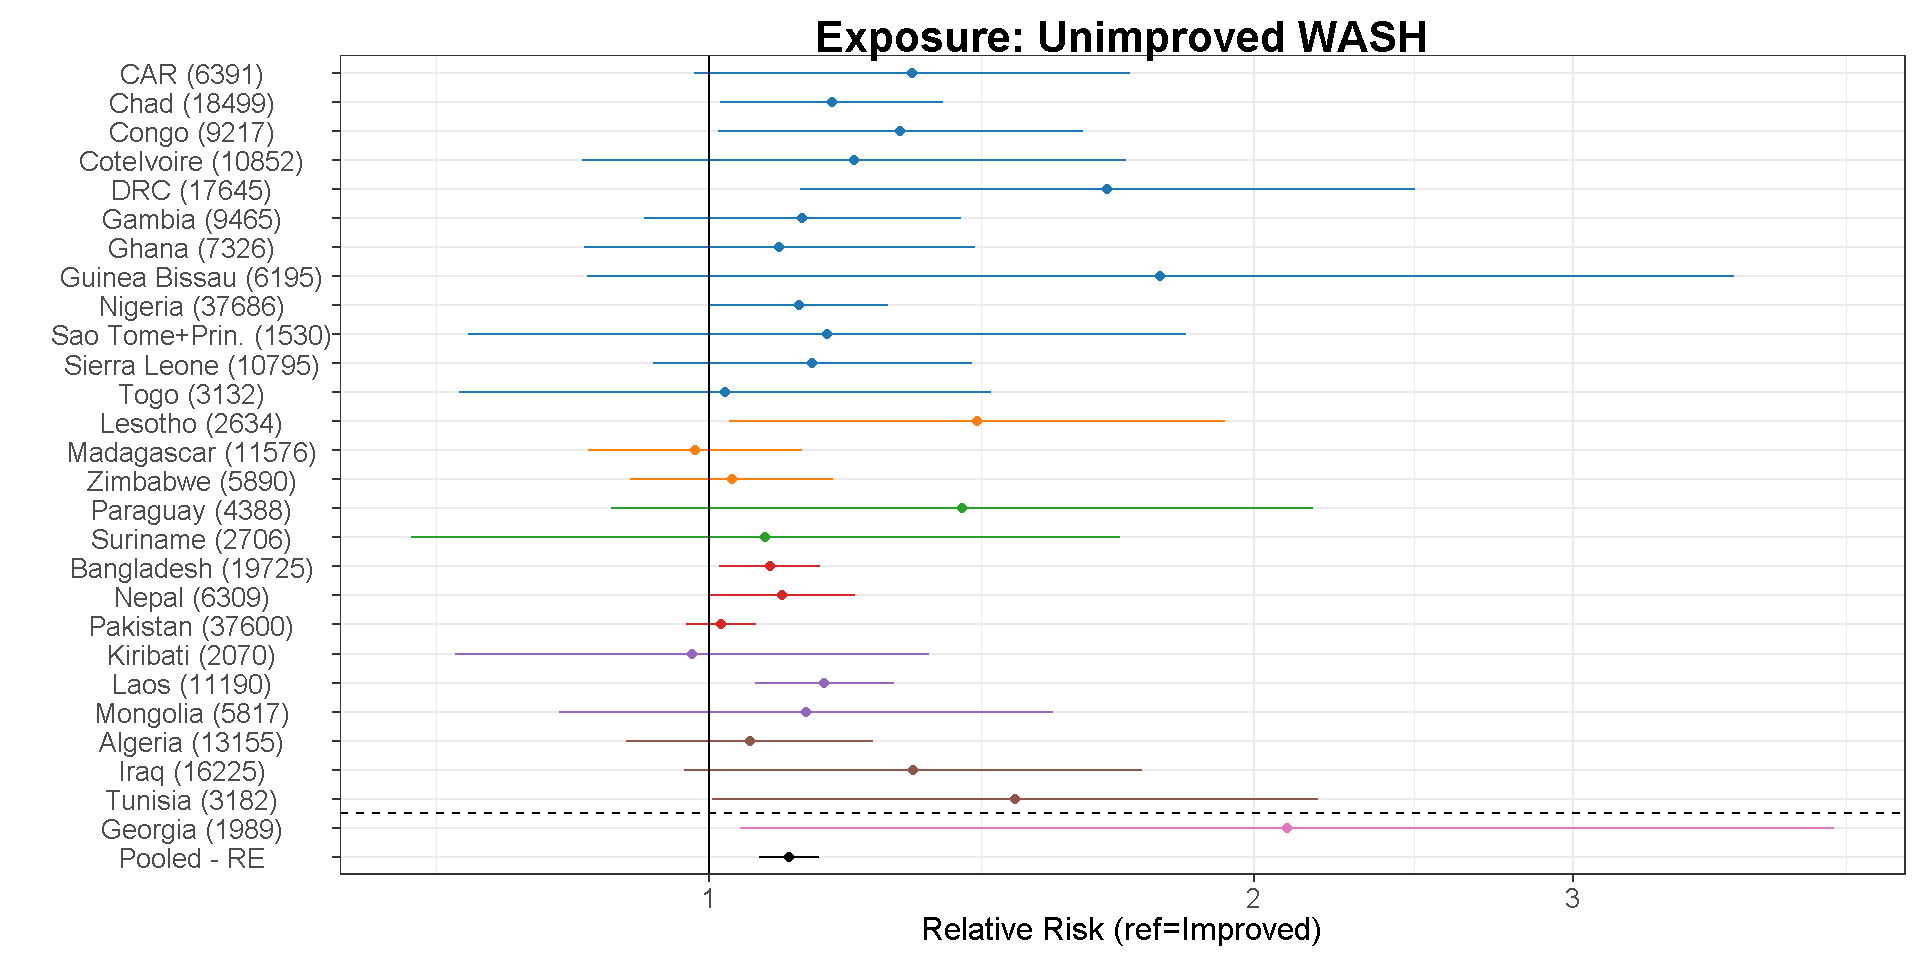 Exposure: Unimproved WASH
CAR (6391)
Chad (18499)
Congo (9217)
CoteIvoire (10852)
DRC (17645)
Gambia (9465)
Ghana (7326)
Guinea Bissau (6195)
Nigeria (37686)
Sao Tome+Prin. (1530)
Sierra Leone (10795)
Togo (3132)
Lesotho (2634)
Madagascar (11576)
Zimbabwe (5890)
Paraguay (4388)
Suriname (2706)
Bangladesh (19725)
Nepal (6309)
Pakistan (37600)
Kiribati (2070)
Laos (11190)
Mongolia (5817)
Algeria (13155)
Iraq (16225)
Tunisia (3182)
Georgia (1989)
Pooled - RE
1 2 3
Relative Risk (ref=Improved)